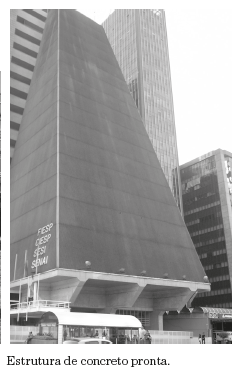 FIESP
CIESP
SESI
SENAI
Estrutura de concreto pronta.